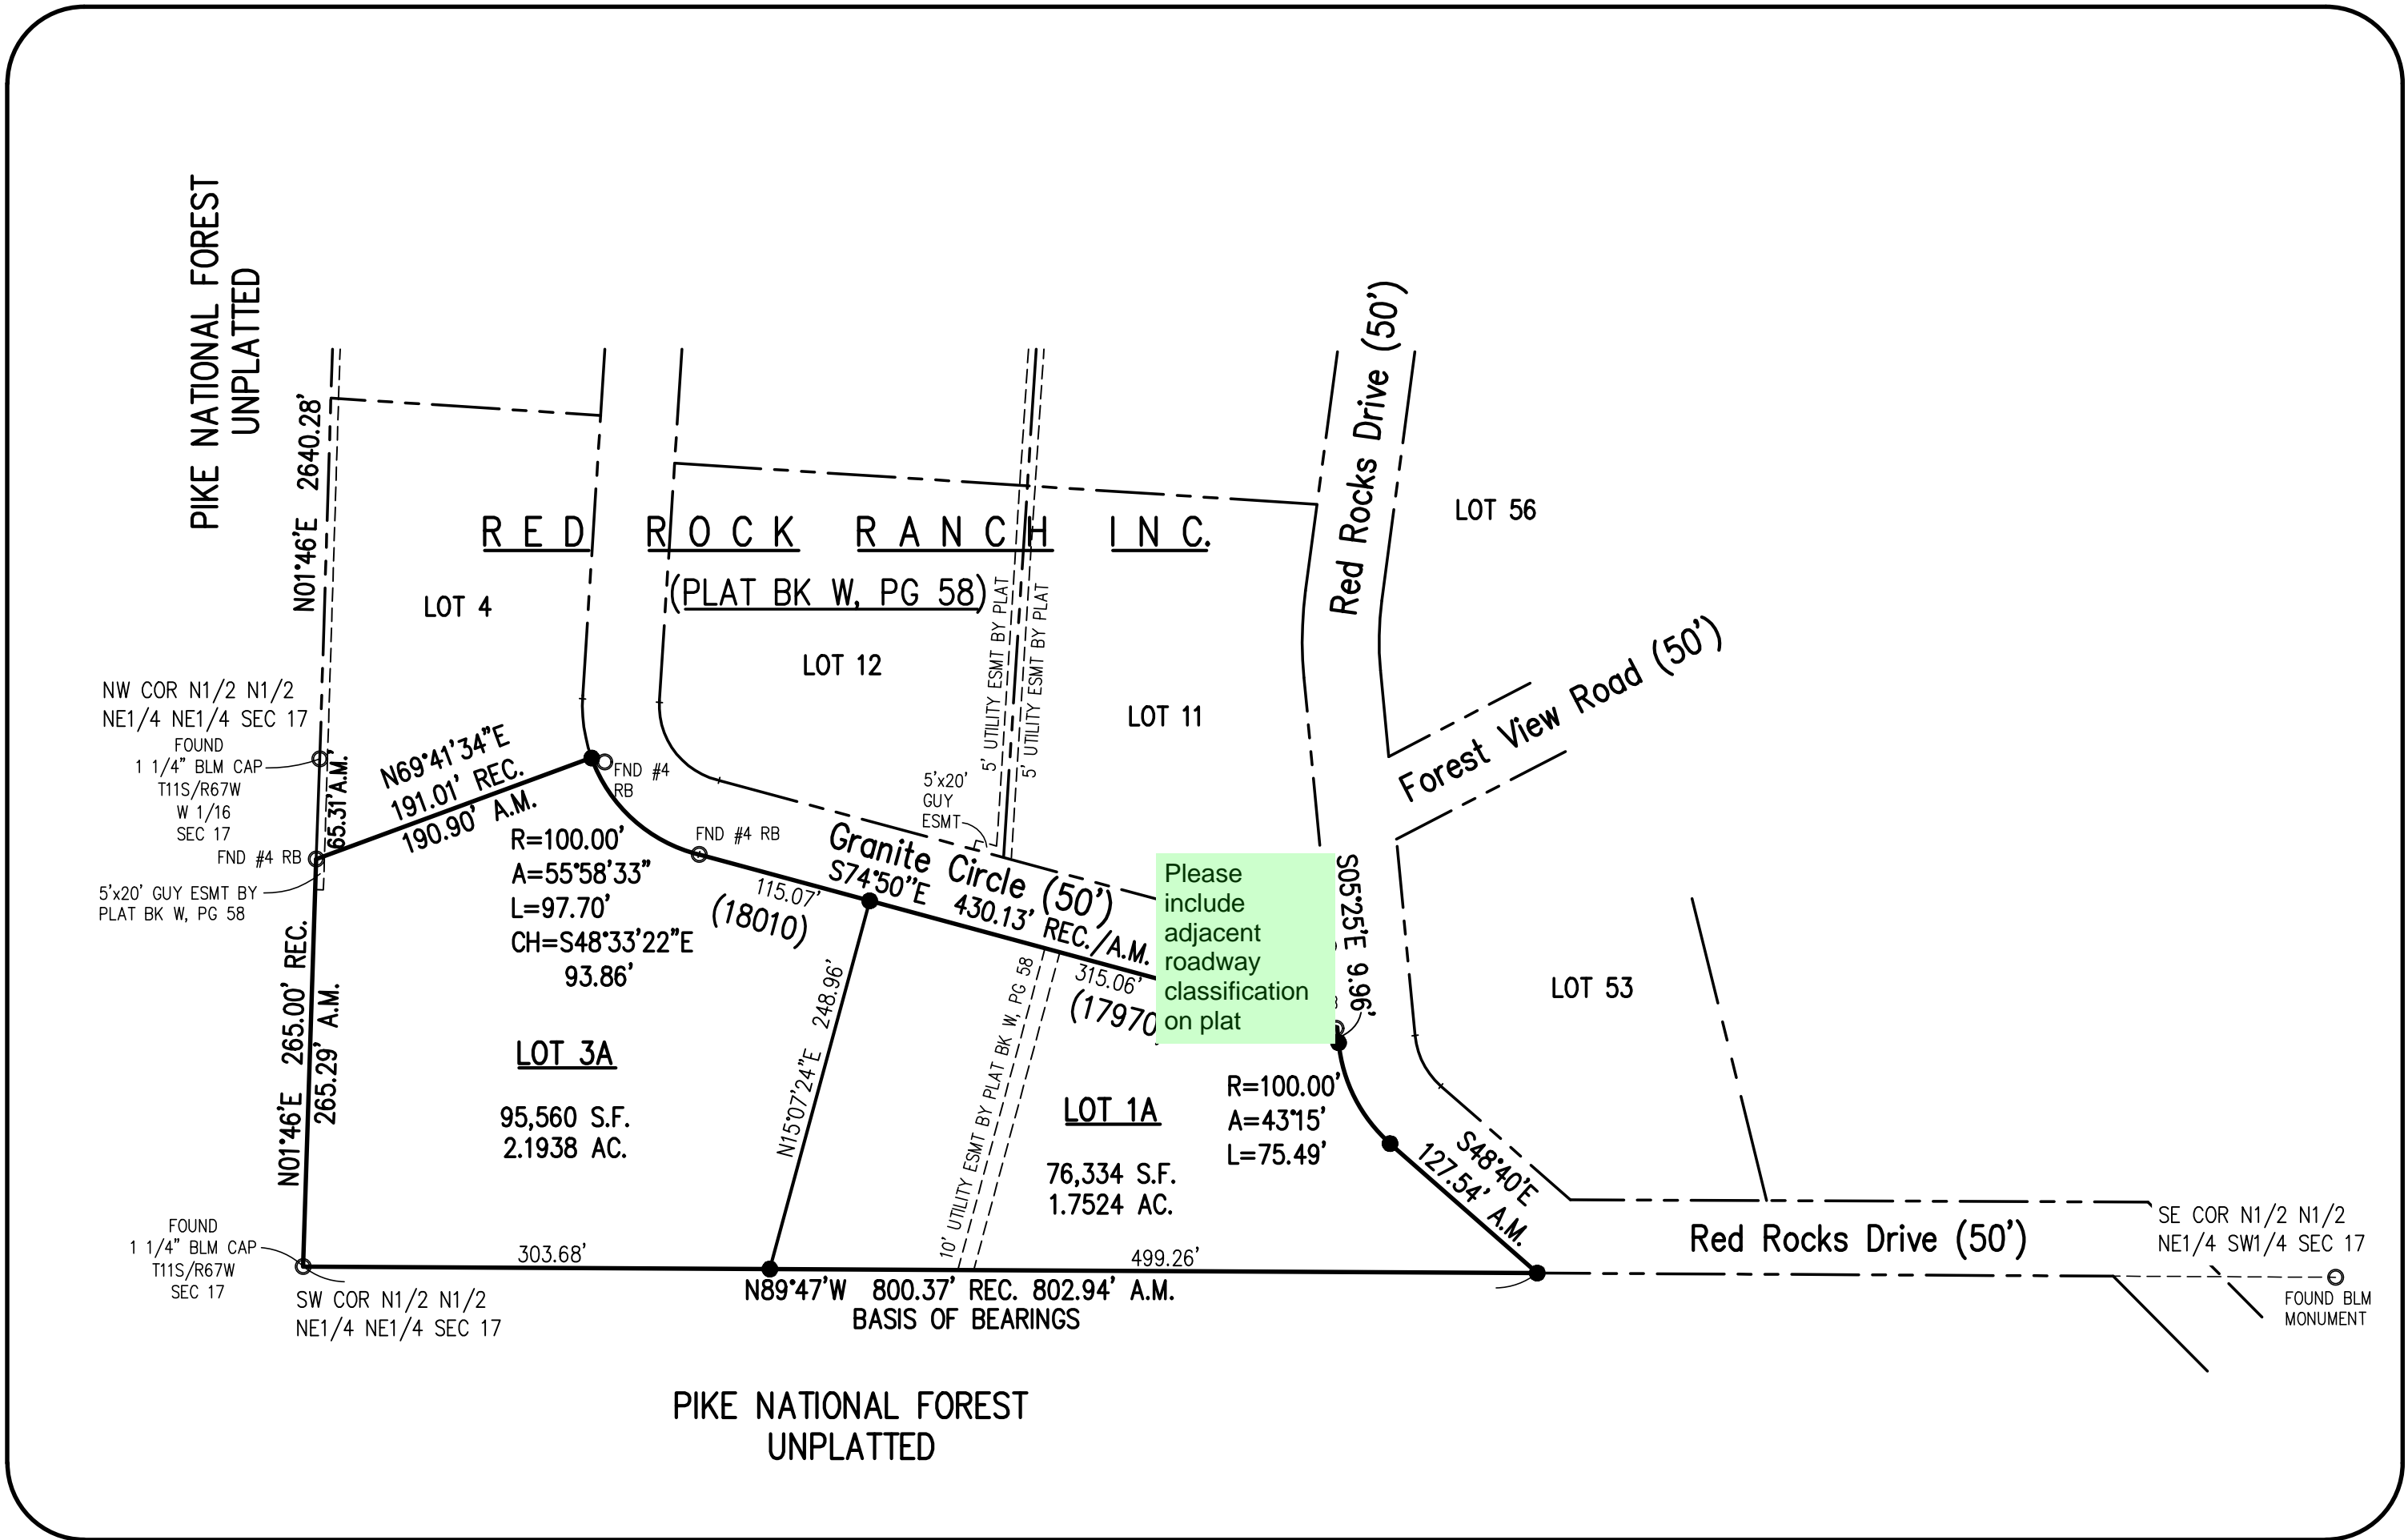 PIKE NATIONAL FOREST
UNPLATTED
N01°46'E 2640.28'
Red Rocks Drive (50')
LOT 56
RED ROCK RANCH INC.
(PLAT BK W, PG 58)
LOT 4
LOT 12
5' UTILITY ESMT BY PLAT
5' UTILITY ESMT BY PLAT
LOT 11
Forest View Road (50')
NW COR N1/2 N1/2
NE1/4 NE1/4 SEC 17
FOUND
1 1/4" BLM CAP
T11S/R67W
W 1/16
SEC 17
65.31' A.M.
N69°41'34"E
191.01' REC.
190.90' A.M.
FND #4
RB
FND #4 RB
FND #4 RB
5'x20' GUY ESMT BY
PLAT BK W, PG 58
5'x20'
GUY
ESMT
R=100.00'
A=55°58'33"
L=97.70'
CH=S48°33'22"E
93.86'
Granite Circle (50')
S74°50"E 430.13' REC./A.M.
115.07'
(18010)
315.06'
(17970
Please
include
adjacent
roadway
classification
on plat
S05°25'E 9.96'
LOT 53
N01°46'E 265.00' REC.
265.29' A.M.
N15°07'24"E 248.96'
10' UTILITY ESMT BY PLAT BK W, PG 58
LOT 3A
95,560 S.F.
2.1938 AC.
LOT 1A
76,334 S.F.
1.7524 AC.
R=100.00'
A=43°15'
L=75.49'
S48°40'E
127.54' A.M.
Red Rocks Drive (50')
SE COR N1/2 N1/2
NE1/4 SW1/4 SEC 17
FOUND BLM
MONUMENT
FOUND
1 1/4" BLM CAP
T11S/R67W
SEC 17
SW COR N1/2 N1/2
NE1/4 NE1/4 SEC 17
303.68'
499.26'
N89°47'W 800.37' REC. 802.94' A.M.
BASIS OF BEARINGS
PIKE NATIONAL FOREST
UNPLATTED